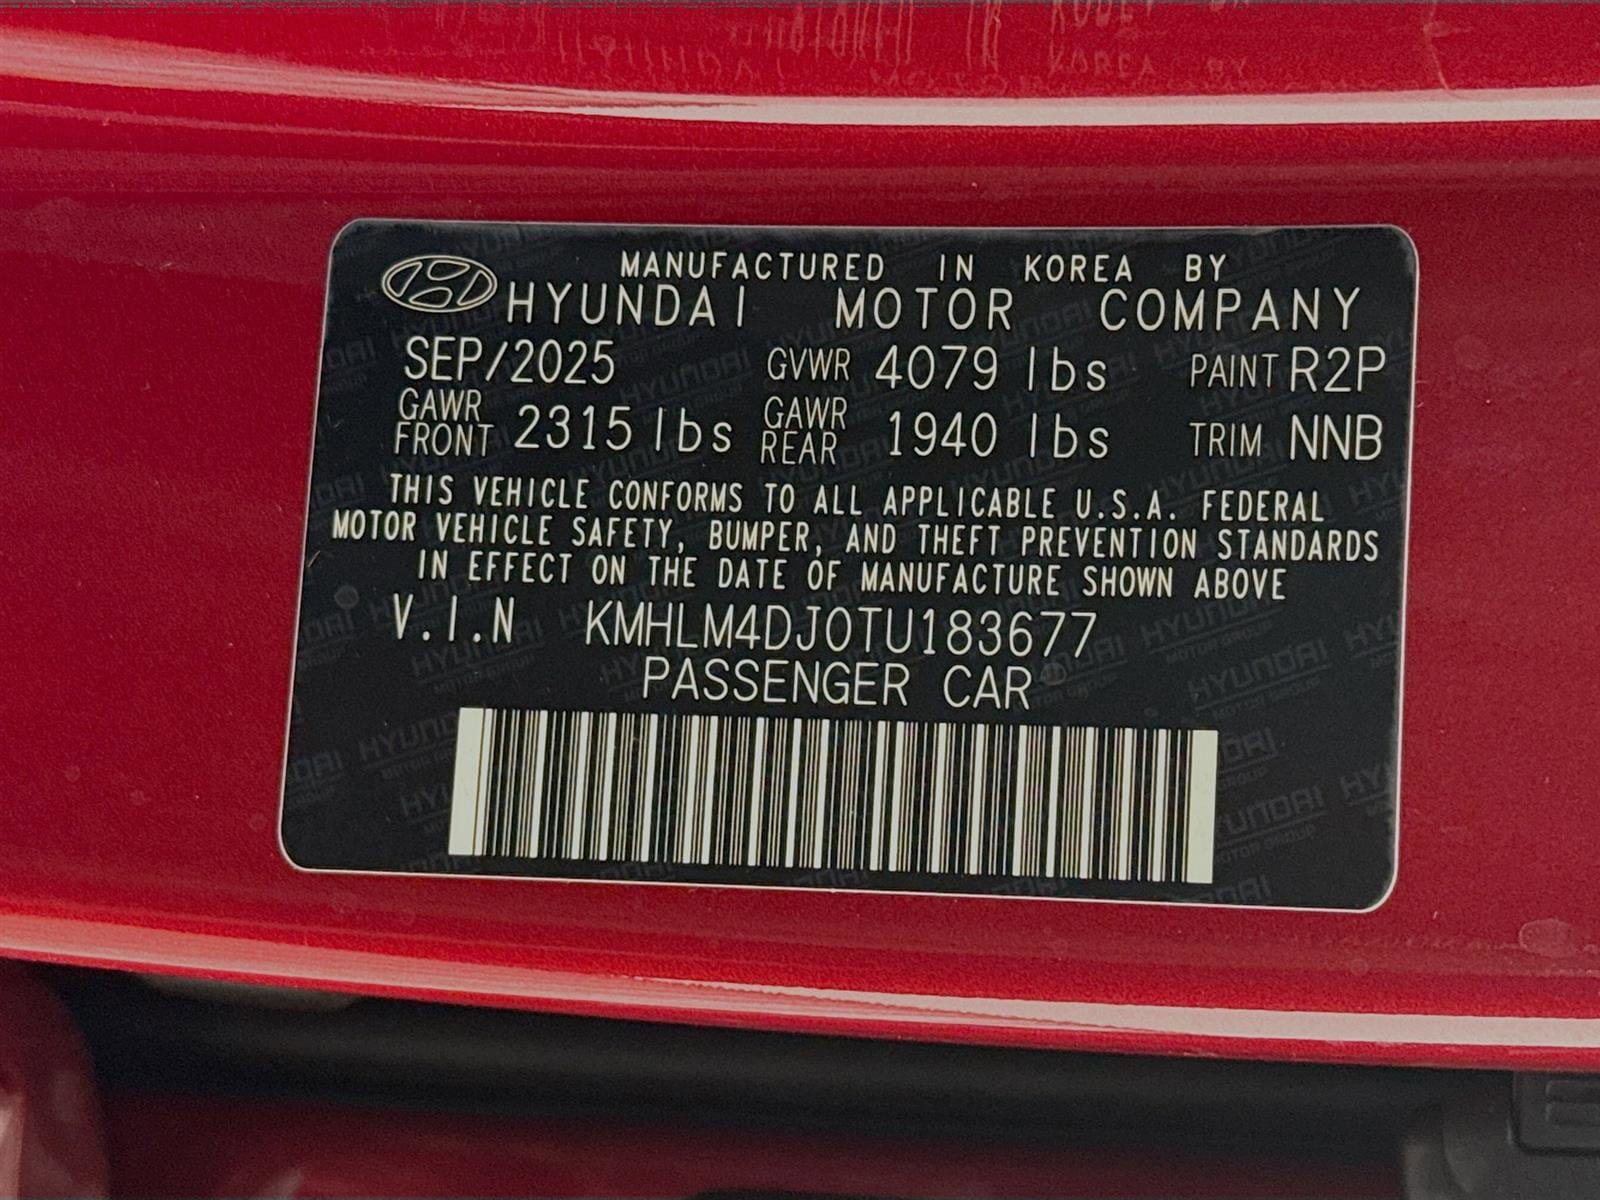 MANUFACTURED IN KOREA BY
HYUNDAI MOTOR COMPANY
SEP/2025 GVWR 4079 lbs PAINT R2P
GAWR FRONT 2315 lbs GAWR REAR 1940 lbs TRIM NNB
THIS VEHICLE CONFORMS TO ALL APPLICABLE U.S.A. FEDERAL
MOTOR VEHICLE SAFETY, BUMPER, AND THEFT PREVENTION STANDARDS
IN EFFECT ON THE DATE OF MANUFACTURE SHOWN ABOVE
V.I.N KMHLM4DJ0TU183677
PASSENGER CAR